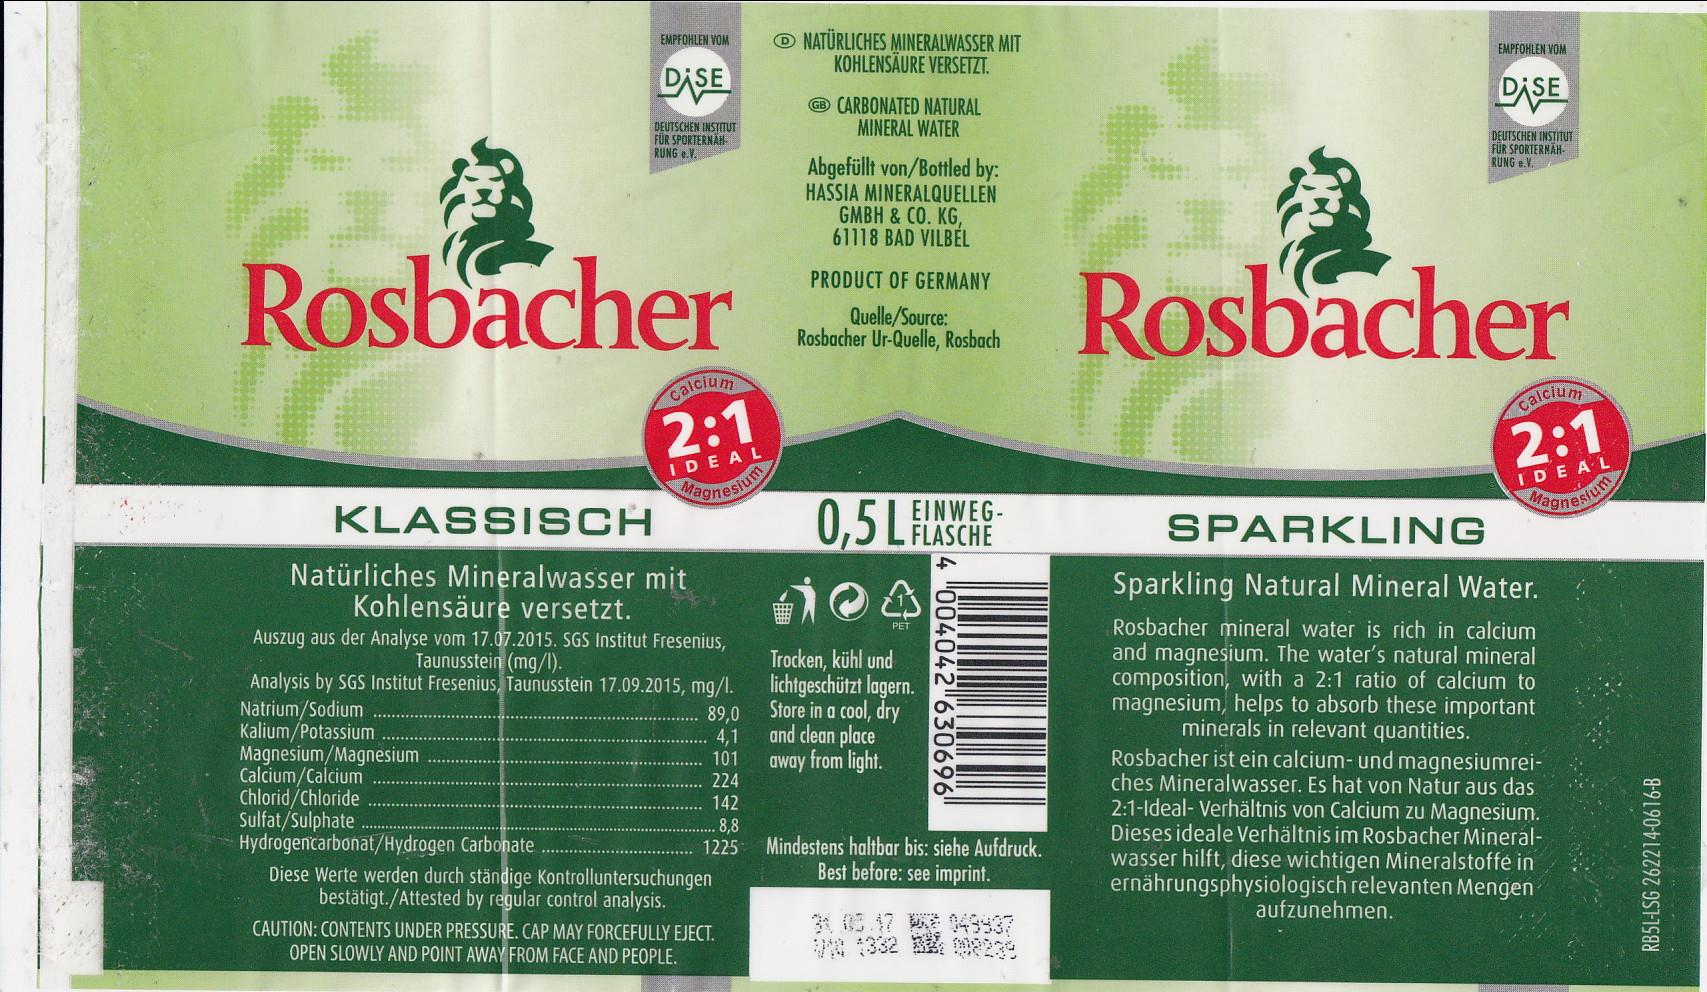 EMPFOHLEN VOM
DiSE
DEUTSCHEN INSTITUT
FÜR SPORTERNÄH-
RUNG e.V.
Rosbacher
Calcium
2:1
IDEAL
Magnesium
KLASSISCH
Natürliches Mineralwasser mit
Kohlensäure versetzt.
Auszug aus der Analyse vom 17.07.2015. SGS Institut Fresenius,
Taunusstein (mg/l).
Analysis by SGS Institut Fresenius, Taunusstein 17.09.2015, mg/l.
Natrium/Sodium 89,0
Kalium/Potassium 4,1
Magnesium/Magnesium 101
Calcium/Calcium 224
Chlorid/Chloride 142
Sulfat/Sulphate 8,8
Hydrogencarbonat/Hydrogen Carbonate 1225
Diese Werte werden durch ständige Kontrolluntersuchungen
bestätigt./Attested by regular control analysis.
CAUTION: CONTENTS UNDER PRESSURE. CAP MAY FORCEFULLY EJECT.
OPEN SLOWLY AND POINT AWAY FROM FACE AND PEOPLE.
D NATÜRLICHES MINERALWASSER MIT
KOHLENSÄURE VERSETZT.
GB CARBONATED NATURAL
MINERAL WATER
Abgefüllt von/Bottled by:
HASSIA MINERALQUELLEN
GMBH & CO. KG,
61118 BAD VILBEL
PRODUCT OF GERMANY
Quelle/Source:
Rosbacher Ur-Quelle, Rosbach
0,5 L EINWEG-
FLASCHE
1
PET
4 004042 630696
Trocken, kühl und
lichtgeschützt lagern.
Store in a cool, dry
and clean place
away from light.
Mindestens haltbar bis: siehe Aufdruck.
Best before: see imprint.
1332
EMPFOHLEN VOM
DiSE
DEUTSCHEN INSTITUT
FÜR SPORTERNÄH-
RUNG e.V.
Rosbacher
Calcium
2:1
IDEAL
Magnesium
SPARKLING
Sparkling Natural Mineral Water.
Rosbacher mineral water is rich in calcium
and magnesium. The water's natural mineral
composition, with a 2:1 ratio of calcium to
magnesium, helps to absorb these important
minerals in relevant quantities.
Rosbacher ist ein calcium- und magnesiumrei-
ches Mineralwasser. Es hat von Natur aus das
2:1-Ideal- Verhältnis von Calcium zu Magnesium.
Dieses ideale Verhältnis im Rosbacher Mineral-
wasser hilft, diese wichtigen Mineralstoffe in
ernährungsphysiologisch relevanten Mengen
aufzunehmen.
RB5L-LSG 262214-0616-B